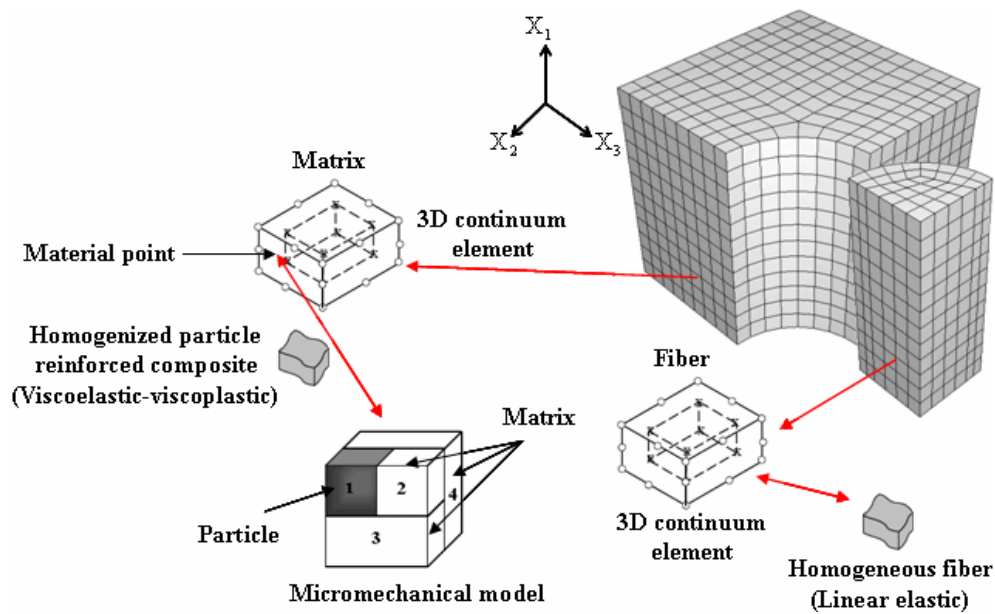 X1
X2
X3
Matrix
3D continuum
element
Material point
Homogenized particle
reinforced composite
(Viscoelastic-viscoplastic)
Fiber
Matrix
1
2
4
3
Particle
Micromechanical model
3D continuum
element
Homogeneous fiber
(Linear elastic)